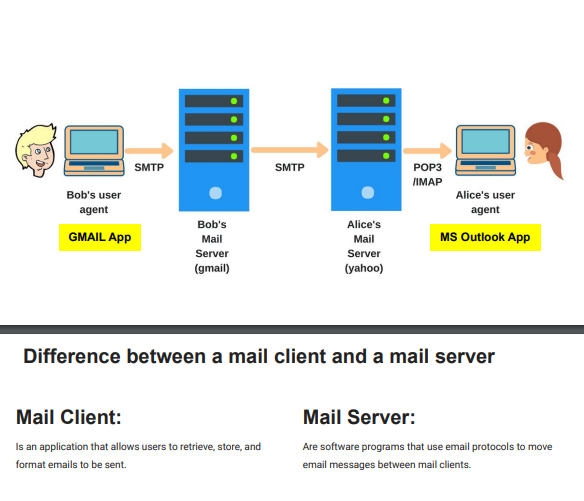 SMTP
SMTP
POP3
/IMAP
Bob's user
agent
Alice's user
agent
GMAIL App
Bob's
Mail
Server
(gmail)
Alice's
Mail
Server
(yahoo)
MS Outlook App
Difference between a mail client and a mail server
Mail Client:
Is an application that allows users to retrieve, store, and
format emails to be sent.
Mail Server:
Are software programs that use email protocols to move
email messages between mail clients.